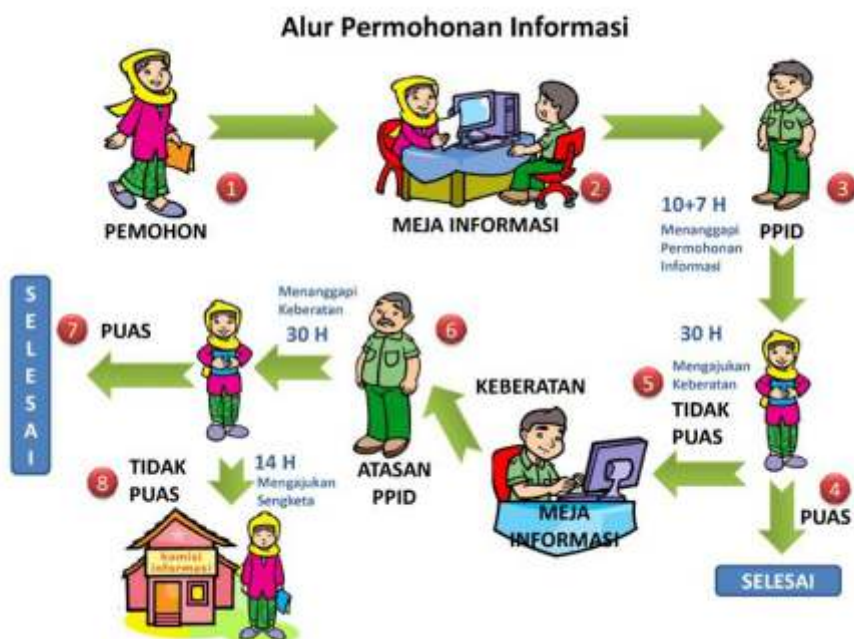 Alur Permohonan Informasi
1
PEMOHON
2
MEJA INFORMASI
3
PPID
10+7 H
Menanggapi
Permohonan
Informasi
30 H
Mengajukan
Keberatan
5
TIDAK
PUAS
4
PUAS
SELESAI
KEBERATAN
MEJA
INFORMASI
6
ATASAN
PPID
Menanggapi
Keberatan
30 H
7
PUAS
SELESAI
8
TIDAK
PUAS
14 H
Mengajukan
Sengketa
komisi
informasi